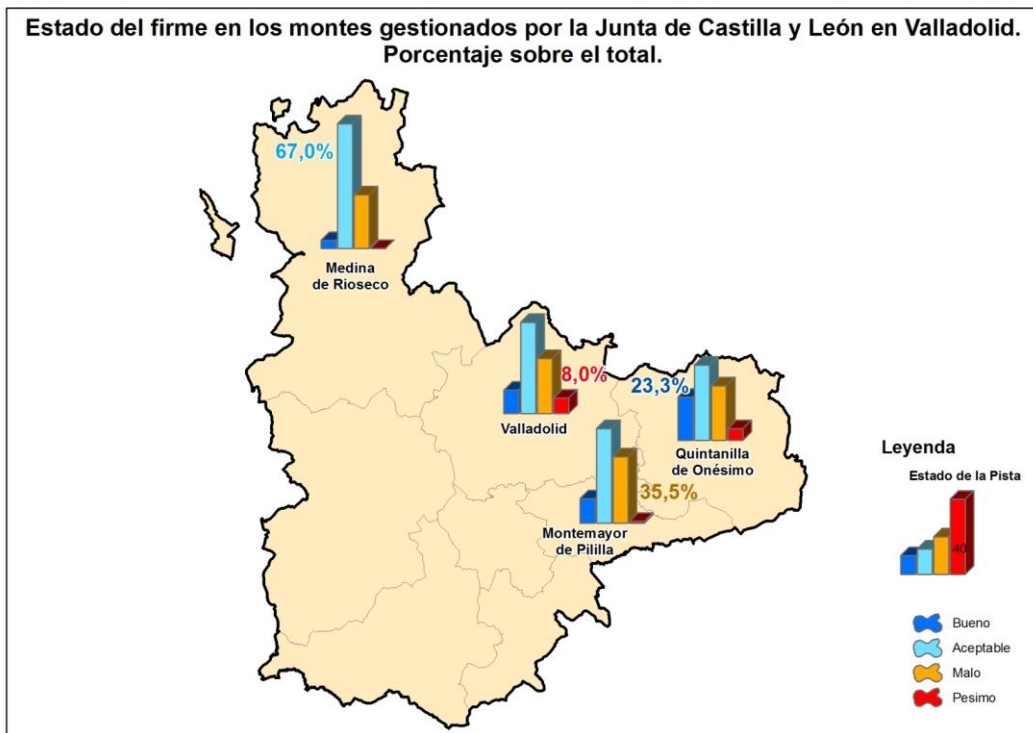 Estado del firme en los montes gestionados por la Junta de Castilla y León en Valladolid.
Porcentaje sobre el total.
67,0%
Medina
de Rioseco
8,0%
Valladolid
23,3%
Quintanilla
de Onésimo
35,5%
Montemayor
de Pililla
Leyenda
Estado de la Pista
40
Bueno
Aceptable
Malo
Pesimo